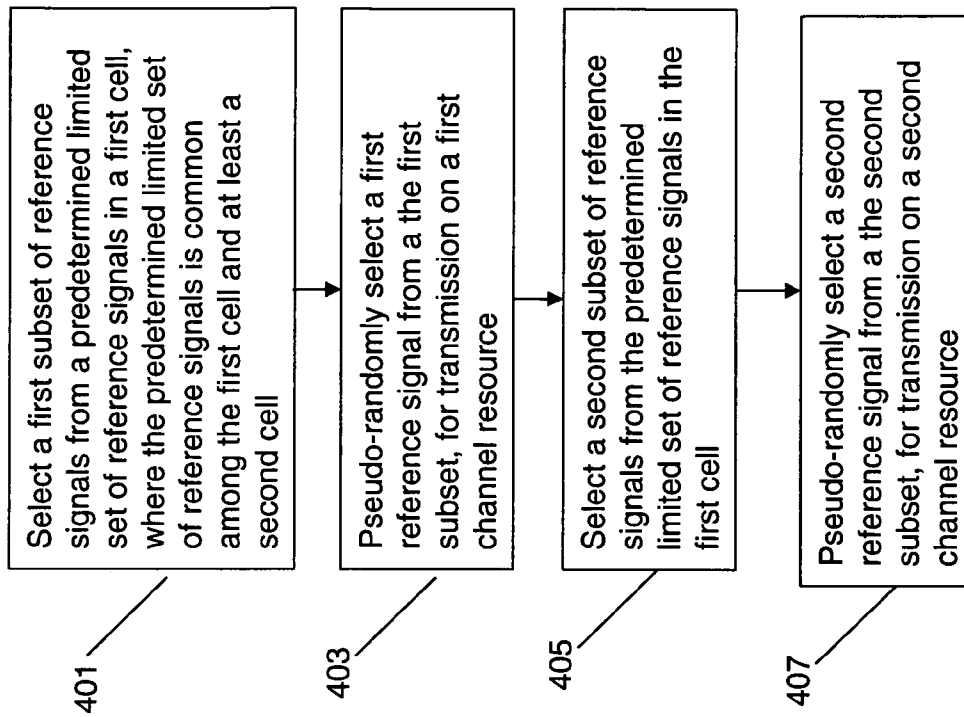 Select a first subset of reference
signals from a predetermined limited
set of reference signals in a first cell,
where the predetermined limited set
of reference signals is common
among the first cell and at least a
second cell
401
Pseudo-randomly select a first
reference signal from a the first
subset, for transmission on a first
channel resource
403
Select a second subset of reference
signals from the predetermined
limited set of reference signals in the
first cell
405
Pseudo-randomly select a second
reference signal from a the second
subset, for transmission on a second
channel resource
407